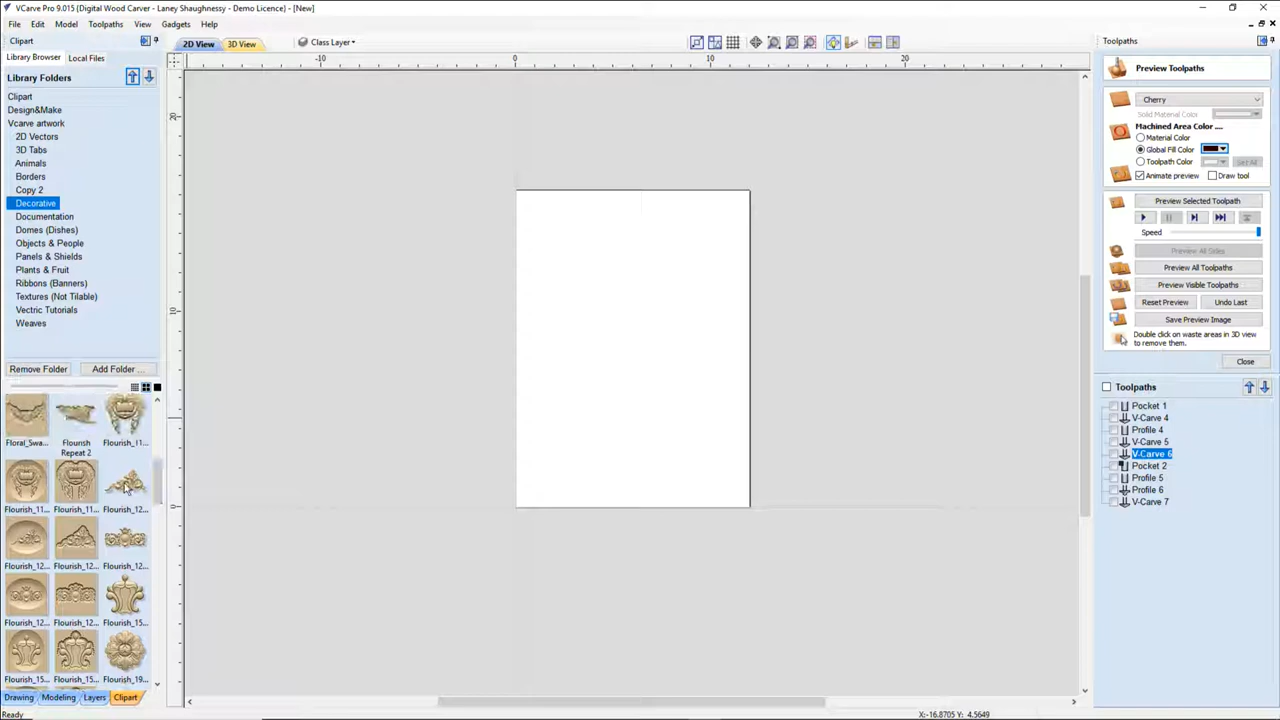 VCarve Pro 9.015 {Digital Wood Carver - Laney Shaughnessy - Demo Licence} - [New]
File Edit Model Toolpaths View Gadgets Help
Clipart
Library Browser Local Files
Library Folders
Clipart
Design&Make
Vcarve artwork
2D Vectors
3D Tabs
Animals
Borders
Copy 2
Decorative
Documentation
Domes (Dishes)
Objects & People
Panels & Shields
Plants & Fruit
Ribbons (Banners)
Textures (Not Tilable)
Vectric Tutorials
Weaves
Remove Folder Add Folder ...
Floral_Swa... Flourish Repeat 2 Flourish_11...
Flourish_11... Flourish_11... Flourish_12...
Flourish_12... Flourish_12... Flourish_12...
Flourish_12... Flourish_12... Flourish_15...
Flourish_15... Flourish_15... Flourish_19...
Drawing Modeling Layers Clipart
Ready
2D View 3D View Class Layer
-10 0 10 20
20
10
0
X:-16.8705 Y: 4.5649
Toolpaths
Preview Toolpaths
Cherry
Solid Material Color
Machined Area Color ....
Material Color
Global Fill Color
Toolpath Color Set All
Animate preview Draw tool
Preview Selected Toolpath
Speed
Preview All Sides
Preview All Toolpaths
Preview Visible Toolpaths
Reset Preview Undo Last
Save Preview Image
Double click on waste areas in 3D view
to remove them.
Close
Toolpaths
Pocket 1
V-Carve 4
Profile 4
V-Carve 5
V-Carve 6
Pocket 2
Profile 5
Profile 6
V-Carve 7